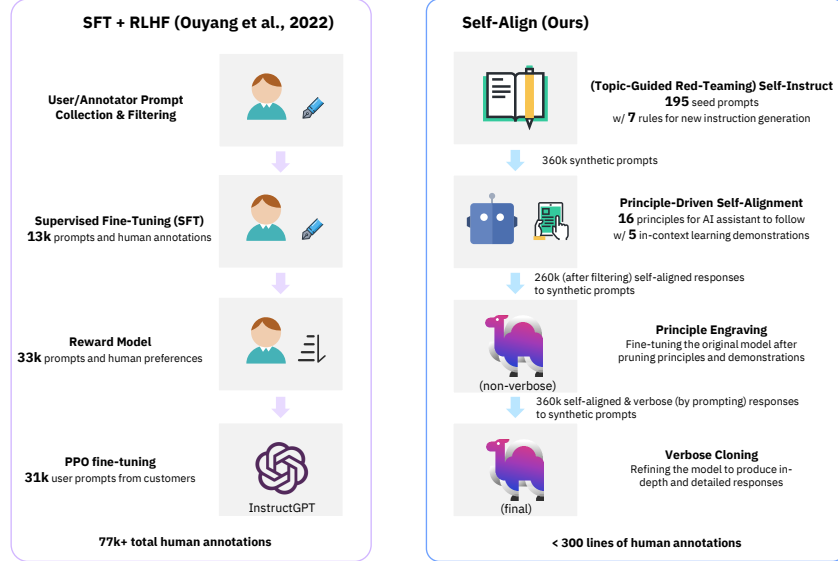 SFT + RLHF (Ouyang et al., 2022)
User/Annotator Prompt
Collection & Filtering
Supervised Fine-Tuning (SFT)
13k prompts and human annotations
Reward Model
33k prompts and human preferences
PPO fine-tuning
31k user prompts from customers
InstructGPT
77k+ total human annotations
Self-Align (Ours)
(Topic-Guided Red-Teaming) Self-Instruct
195 seed prompts
w/ 7 rules for new instruction generation
360k synthetic prompts
Principle-Driven Self-Alignment
16 principles for AI assistant to follow
w/ 5 in-context learning demonstrations
260k (after filtering) self-aligned responses
to synthetic prompts
Principle Engraving
Fine-tuning the original model after
pruning principles and demonstrations
(non-verbose)
360k self-aligned & verbose (by prompting) responses
to synthetic prompts
Verbose Cloning
Refining the model to produce in-
depth and detailed responses
(final)
< 300 lines of human annotations